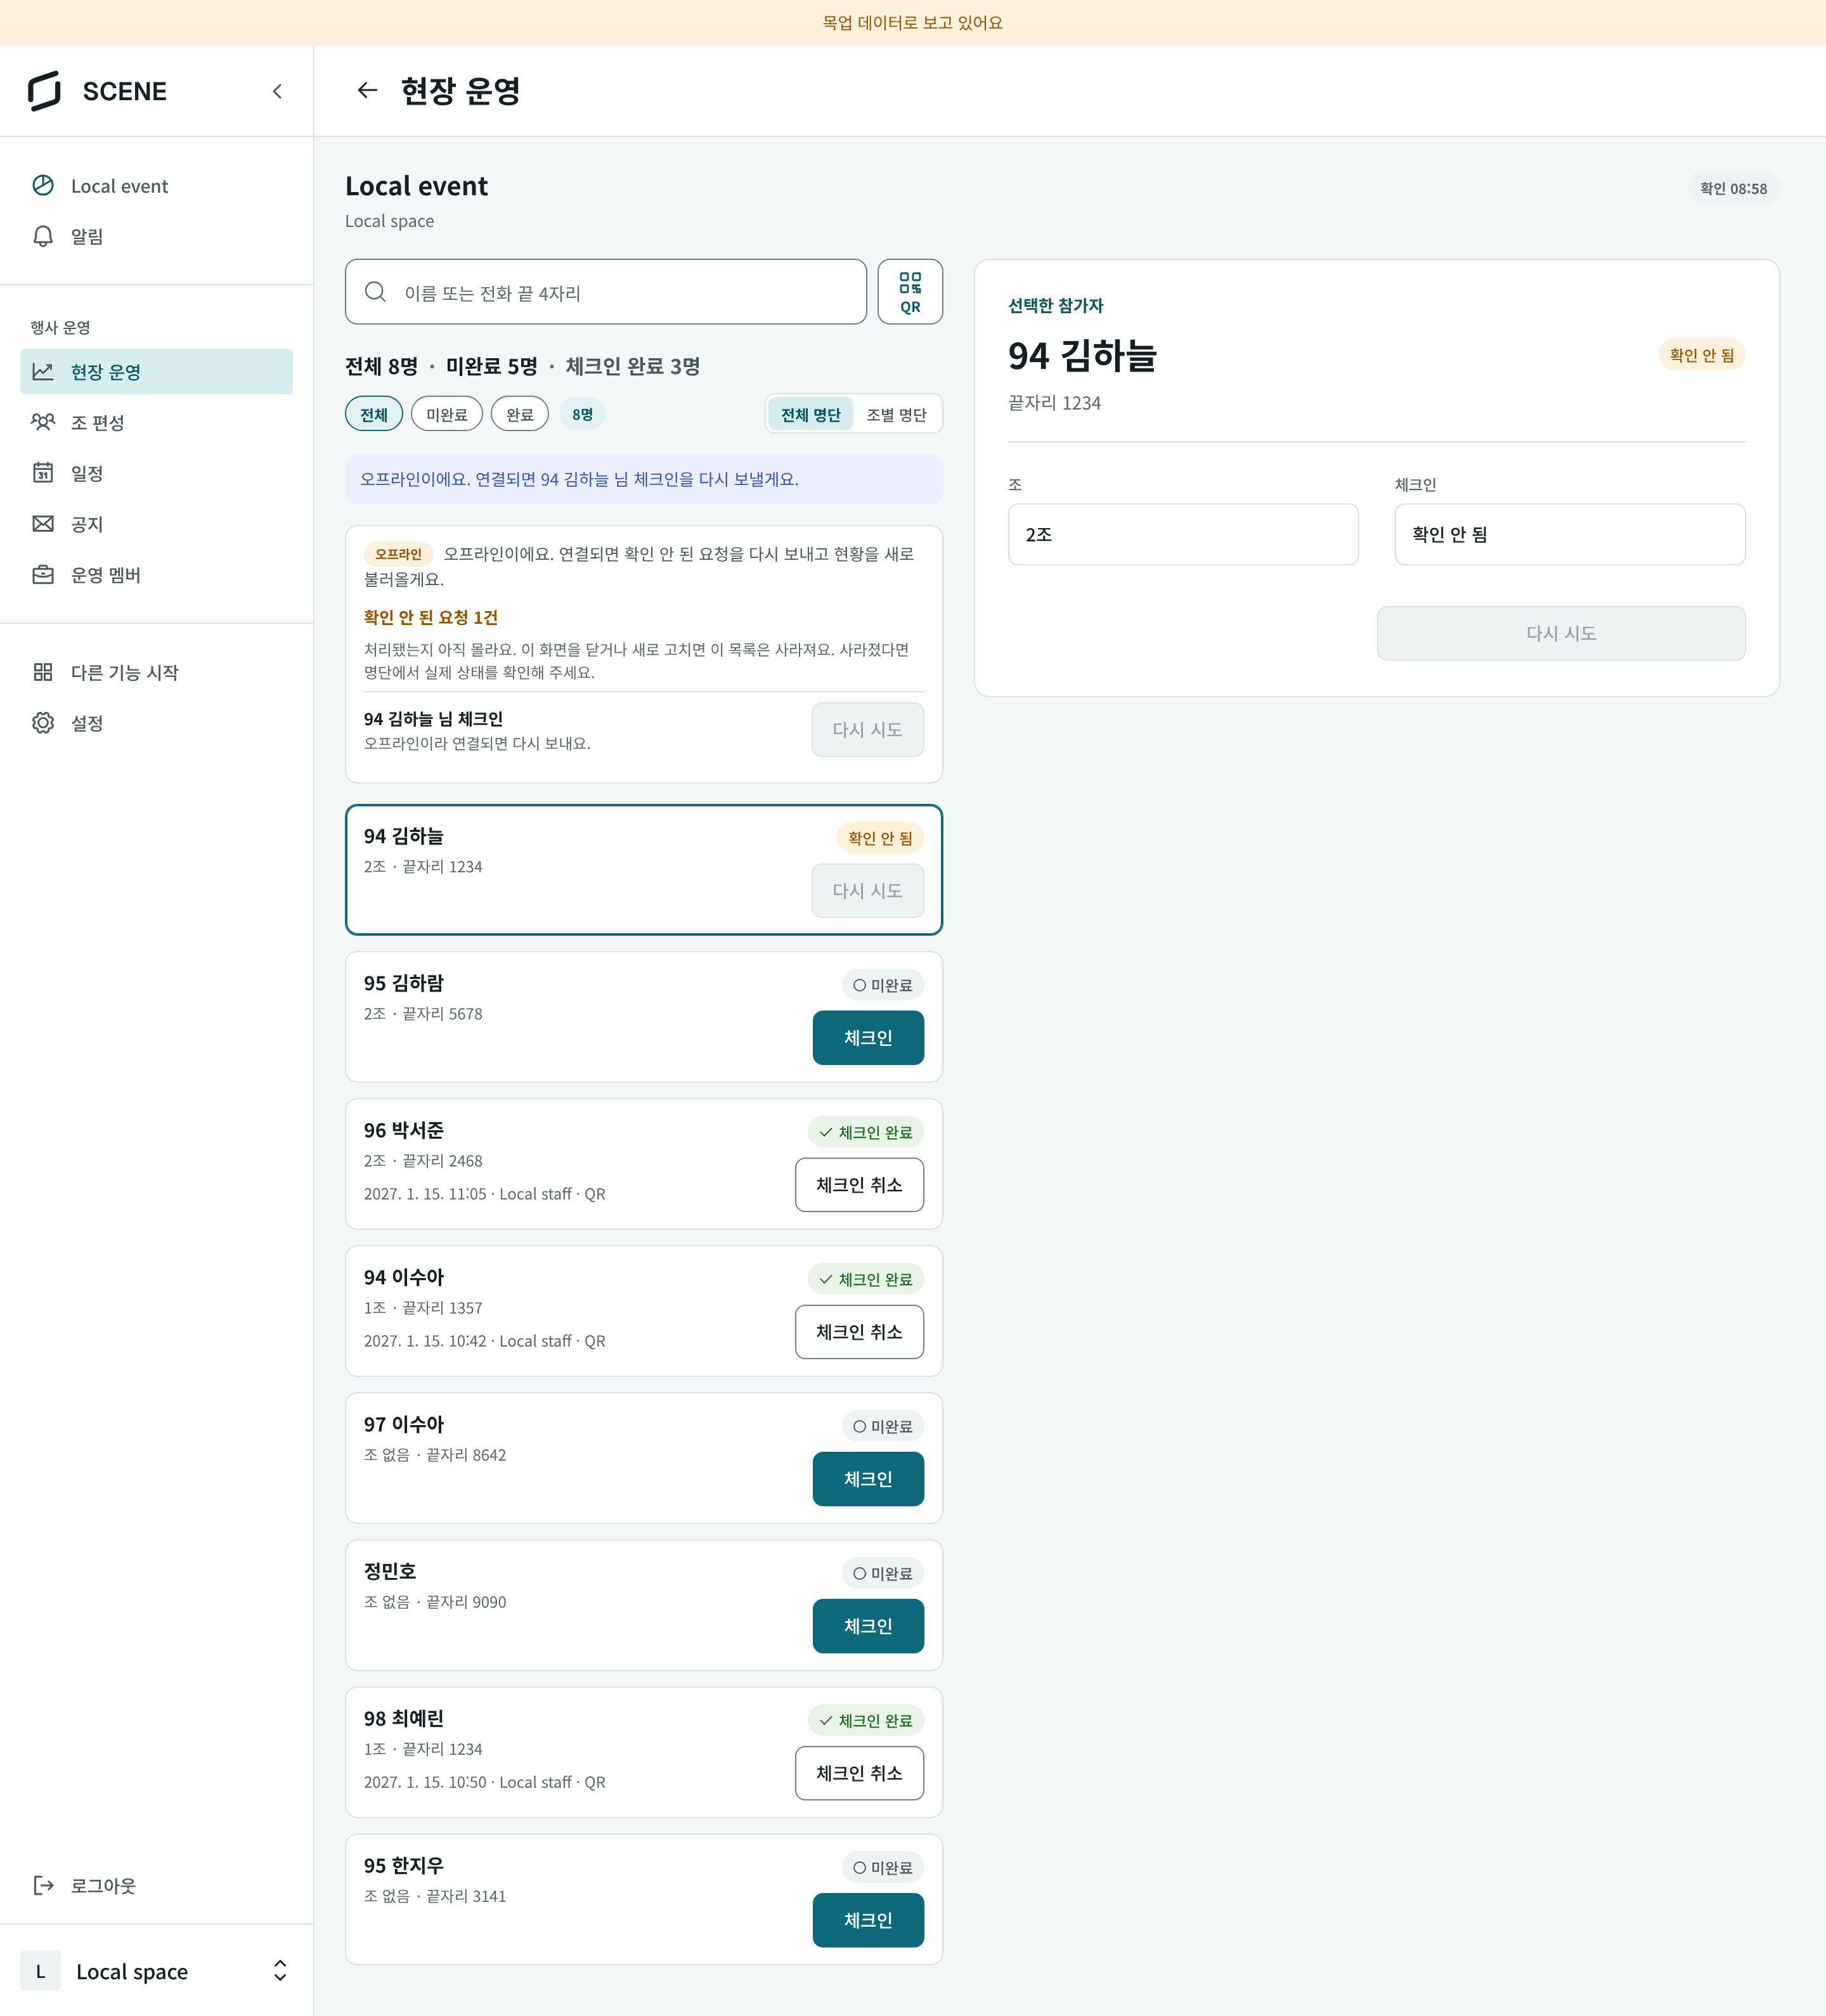 목업 데이터로 보고 있어요
SCENE
현장 운영
Local event
알림
행사 운영
현장 운영
조 편성
31
일정
공지
운영 멤버
다른 기능 시작
설정
로그아웃
L
Local space
Local event
Local space
확인 08:58
이름 또는 전화 끝 4자리
QR
전체 8명 · 미완료 5명 · 체크인 완료 3명
전체
미완료
완료
8명
전체 명단
조별 명단
오프라인이에요. 연결되면 94 김하늘 님 체크인을 다시 보낼게요.
오프라인 오프라인이에요. 연결되면 확인 안 된 요청을 다시 보내고 현황을 새로
불러올게요.
확인 안 된 요청 1건
처리됐는지 아직 몰라요. 이 화면을 닫거나 새로 고치면 이 목록은 사라져요. 사라졌다면
명단에서 실제 상태를 확인해 주세요.
94 김하늘 님 체크인
오프라인이라 연결되면 다시 보내요.
다시 시도
94 김하늘
2조 · 끝자리 1234
확인 안 됨
다시 시도
95 김하람
2조 · 끝자리 5678
미완료
체크인
96 박서준
2조 · 끝자리 2468
2027. 1. 15. 11:05 · Local staff · QR
체크인 완료
체크인 취소
94 이수아
1조 · 끝자리 1357
2027. 1. 15. 10:42 · Local staff · QR
체크인 완료
체크인 취소
97 이수아
조 없음 · 끝자리 8642
미완료
체크인
정민호
조 없음 · 끝자리 9090
미완료
체크인
98 최예린
1조 · 끝자리 1234
2027. 1. 15. 10:50 · Local staff · QR
체크인 완료
체크인 취소
95 한지우
조 없음 · 끝자리 3141
미완료
체크인
선택한 참가자
94 김하늘
확인 안 됨
끝자리 1234
조
2조
체크인
확인 안 됨
다시 시도